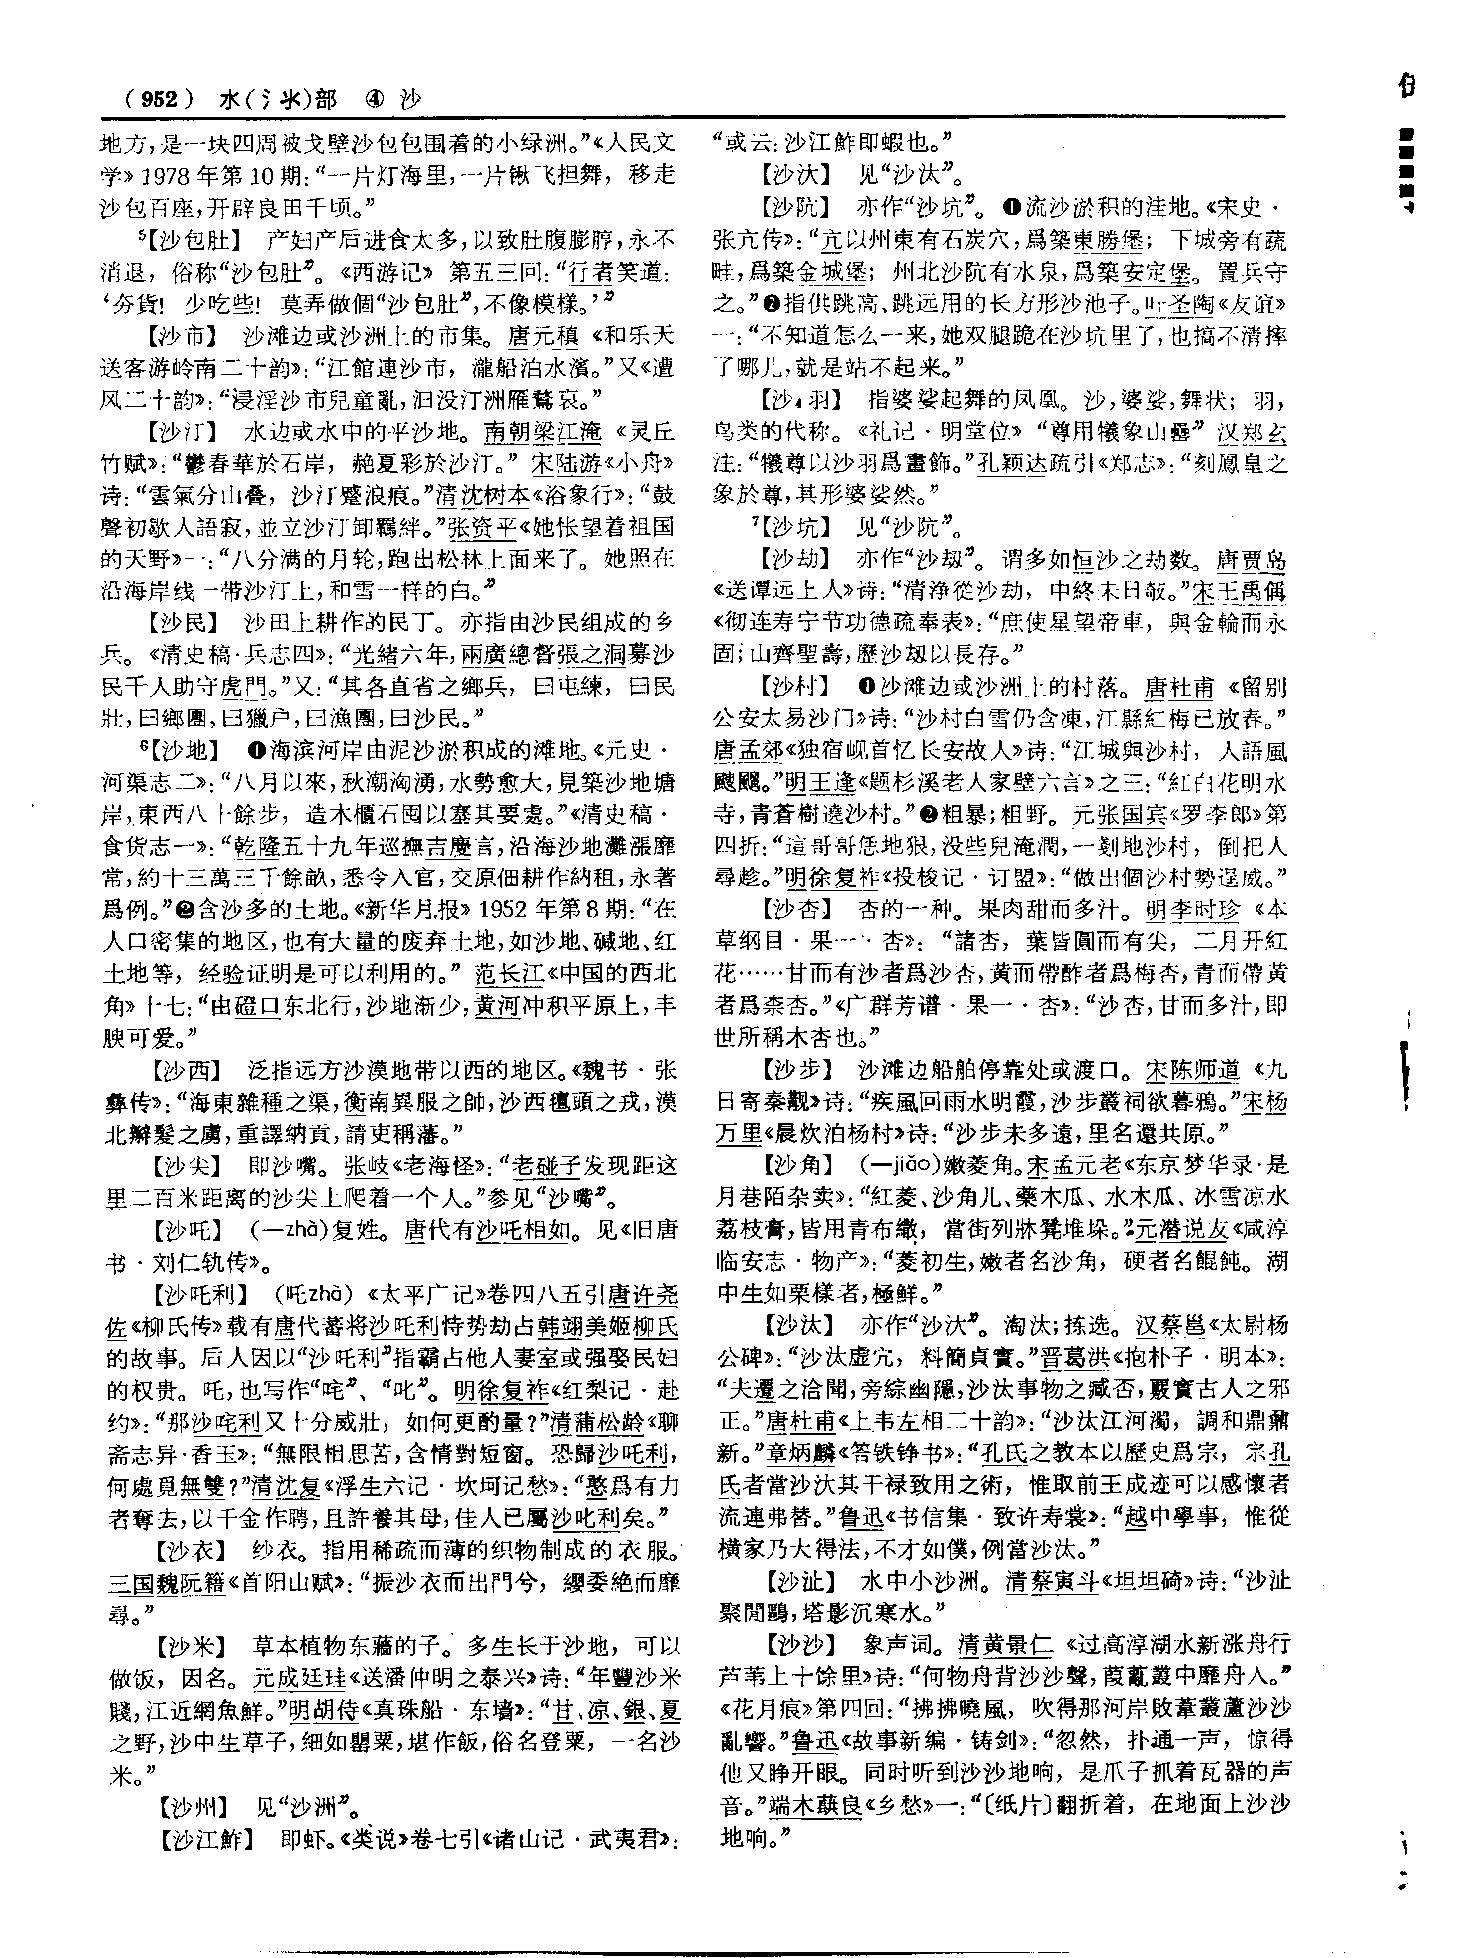 （952） 水(氵氺)部 ④ 沙
地方,是一块四周被戈壁沙包包围着的小绿洲。”《人民文
学》1978年第10期:“一片灯海里,一片锹飞担舞，移走
沙包百座,开辟良田千顷。”
⁵【沙包肚】 产妇产后进食太多,以致肚腹膨脝,永不
消退，俗称“沙包肚”。《西游记》第五三回:“行者笑道:
‘夯貨！少吃些！莫弄做個“沙包肚”,不像模樣。’”
【沙市】 沙滩边或沙洲上的市集。唐元稹《和乐天
送客游岭南二十韵》:“江館連沙市，瀧船泊水濱。”又《遭
风二十韵》:“浸淫沙市兒童亂,汩没汀洲雁鶩哀。”
【沙汀】 水边或水中的平沙地。南朝梁江淹《灵丘
竹赋》:“鬱春華於石岸，赩夏彩於沙汀。”宋陆游《小舟》
诗:“雲氣分山叠，沙汀蹙浪痕。”清沈树本《浴象行》:“鼓
聲初歇人語寂,並立沙汀卸羈絆。”张资平《她怅望着祖国
的天野》一:“八分满的月轮,跑出松林上面来了。她照在
沿海岸线一带沙汀上,和雪一样的白。”
【沙民】 沙田上耕作的民丁。亦指由沙民组成的乡
兵。《清史稿·兵志四》:“光緒六年,兩廣總督張之洞募沙
民千人助守虎門。”又:“其各直省之鄉兵，曰屯練，曰民
壯,曰鄉團,曰獵户,曰漁團,曰沙民。”
⁶【沙地】 ❶海滨河岸由泥沙淤积成的滩地。《元史·
河渠志二》:“八月以來,秋潮洶湧,水勢愈大,見築沙地塘
岸,東西八十餘步，造木櫃石囤以塞其要處。”《清史稿·
食货志一》:“乾隆五十九年巡撫吉慶言,沿海沙地灘漲靡
常,約十三萬三千餘畝,悉令入官,交原佃耕作納租,永著
爲例。”❷含沙多的土地。《新华月报》1952年第8期:“在
人口密集的地区,也有大量的废弃土地,如沙地、碱地、红
土地等，经验证明是可以利用的。”范长江《中国的西北
角》十七:“由磴口东北行,沙地渐少,黄河冲积平原上,丰
腴可爱。”
【沙西】 泛指远方沙漠地带以西的地区。《魏书·张
彝传》:“海東雜種之渠,衡南異服之帥,沙西氊頭之戎,漠
北辮髮之虜,重譯納貢,請吏稱藩。”
【沙尖】 即沙嘴。张岐《老海怪》:“老碰子发现距这
里二百米距离的沙尖上爬着一个人。”参见“沙嘴”。
【沙吒】 (一zhà)复姓。唐代有沙吒相如。见《旧唐
书·刘仁轨传》。
【沙吒利】 (吒zhà)《太平广记》卷四八五引唐许尧
佐《柳氏传》载有唐代蕃将沙吒利恃势劫占韩翃美姬柳氏
的故事。后人因以“沙吒利”指霸占他人妻室或强娶民妇
的权贵。吒,也写作“咤”、“叱”。明徐复祚《红梨记·赴
约》:“那沙咤利又十分威壯，如何更酌量？”清蒲松龄《聊
斋志异·香玉》:“無限相思苦,含情對短窗。恐歸沙吒利,
何處覓無雙？”清沈复《浮生六记·坎坷记愁》:“憨爲有力
者奪去,以千金作聘,且許養其母,佳人已屬沙叱利矣。”
【沙衣】 纱衣。指用稀疏而薄的织物制成的衣服。
三国魏阮籍《首阳山赋》:“振沙衣而出門兮，纓委絶而靡
尋。”
【沙米】 草本植物东蘠的子。多生长于沙地，可以
做饭，因名。元成廷珪《送潘仲明之泰兴》诗:“年豐沙米
賤,江近網魚鮮。”明胡侍《真珠船·东墙》:“甘、凉、銀、夏
之野,沙中生草子,細如罌粟,堪作飯,俗名登粟，一名沙
米。”
【沙州】 见“沙洲”。
【沙江鮓】 即虾。《类说》卷七引《诸山记·武夷君》:
“或云:沙江鮓即蝦也。”
【沙汏】 见“沙汰”。
【沙阬】 亦作“沙坑”。❶流沙淤积的洼地。《宋史·
张亢传》:“亢以州東有石炭穴,爲築東勝堡；下城旁有蔬
畦,爲築金城堡；州北沙阬有水泉,爲築安定堡。置兵守
之。”❷指供跳高、跳远用的长方形沙池子。叶圣陶《友谊》
一:“不知道怎么一来,她双腿跪在沙坑里了,也搞不清摔
了哪儿,就是站不起来。”
【沙羽】 指婆娑起舞的凤凰。沙,婆娑,舞状；羽,
鸟类的代称。《礼记·明堂位》“尊用犧象山罍”汉郑玄
注:“犧尊以沙羽爲畫飾。”孔颖达疏引《郑志》:“刻鳳皇之
象於尊,其形婆娑然。”
⁷【沙坑】 见“沙阬”。
【沙劫】 亦作“沙刼”。谓多如恒沙之劫数。唐贾岛
《送谭远上人》诗:“清净從沙劫，中終未日欹。”宋王禹偁
《彻连寿宁节功德疏奉表》:“庶使星望帝車，與金輪而永
固;山齊聖壽,歷沙刼以長存。”
【沙村】 ❶沙滩边或沙洲上的村落。唐杜甫《留别
公安太易沙门》诗:“沙村白雪仍含凍,江縣紅梅已放春。”
唐孟郊《独宿岘首忆长安故人》诗:“江城與沙村，人語風
飀飀。”明王逢《题杉溪老人家壁六言》之三:“紅白花明水
寺,青蒼樹遶沙村。”❷粗暴;粗野。元张国宾《罗李郎》第
四折:“這哥哥恁地狠,没些兒淹潤,一剗地沙村，倒把人
尋趁。”明徐复祚《投梭记·订盟》:“做出個沙村勢逞威。”
【沙杏】 杏的一种。果肉甜而多汁。明李时珍《本
草纲目·果一·杏》：“諸杏，葉皆圓而有尖，二月开紅
花……甘而有沙者爲沙杏,黄而帶酢者爲梅杏,青而帶黄
者爲柰杏。”《广群芳谱·果一·杏》:“沙杏,甘而多汁,即
世所稱木杏也。”
【沙步】 沙滩边船舶停靠处或渡口。宋陈师道《九
日寄秦觀》诗:“疾風回雨水明霞,沙步叢祠欲暮鴉。”宋杨
万里《晨炊泊杨村》诗:“沙步未多遠,里名還共原。”
【沙角】 (一jiǎo)嫩菱角。宋孟元老《东京梦华录·是
月巷陌杂卖》:“紅菱、沙角儿、藥木瓜、水木瓜、冰雪凉水
荔枝膏,皆用青布繖，當街列牀凳堆垛。”元潜说友《咸淳
临安志·物产》:“菱初生,嫩者名沙角，硬者名餛飩。湖
中生如栗樣者,極鮮。”
【沙汰】 亦作“沙汏”。淘汰;拣选。汉蔡邕《太尉杨
公碑》:“沙汰虚宂，料簡貞實。”晋葛洪《抱朴子·明本》:
“夫遷之洽聞,旁綜幽隱,沙汰事物之臧否,覈實古人之邪
正。”唐杜甫《上韦左相二十韵》:“沙汰江河濁，調和鼎鼐
新。”章炳麟《答铁铮书》:“孔氏之教本以歷史爲宗，宗孔
氏者當沙汰其干禄致用之術，惟取前王成迹可以感懷者
流連弗替。”鲁迅《书信集·致许寿裳》:“越中學事，惟從
横家乃大得法,不才如僕,例當沙汰。”
【沙沚】 水中小沙洲。清蔡寅斗《坦坦碕》诗:“沙沚
聚閒鷗,塔影沉寒水。”
【沙沙】 象声词。清黄景仁《过高淳湖水新涨舟行
芦苇上十馀里》诗:“何物舟背沙沙聲,葭薍叢中靡舟人。”
《花月痕》第四回:“拂拂曉風，吹得那河岸敗葦叢蘆沙沙
亂響。”鲁迅《故事新编·铸剑》:“忽然，扑通一声，惊得
他又睁开眼。同时听到沙沙地响，是爪子抓着瓦器的声
音。”端木蕻良《乡愁》一:“〔纸片〕翻折着，在地面上沙沙
地响。”